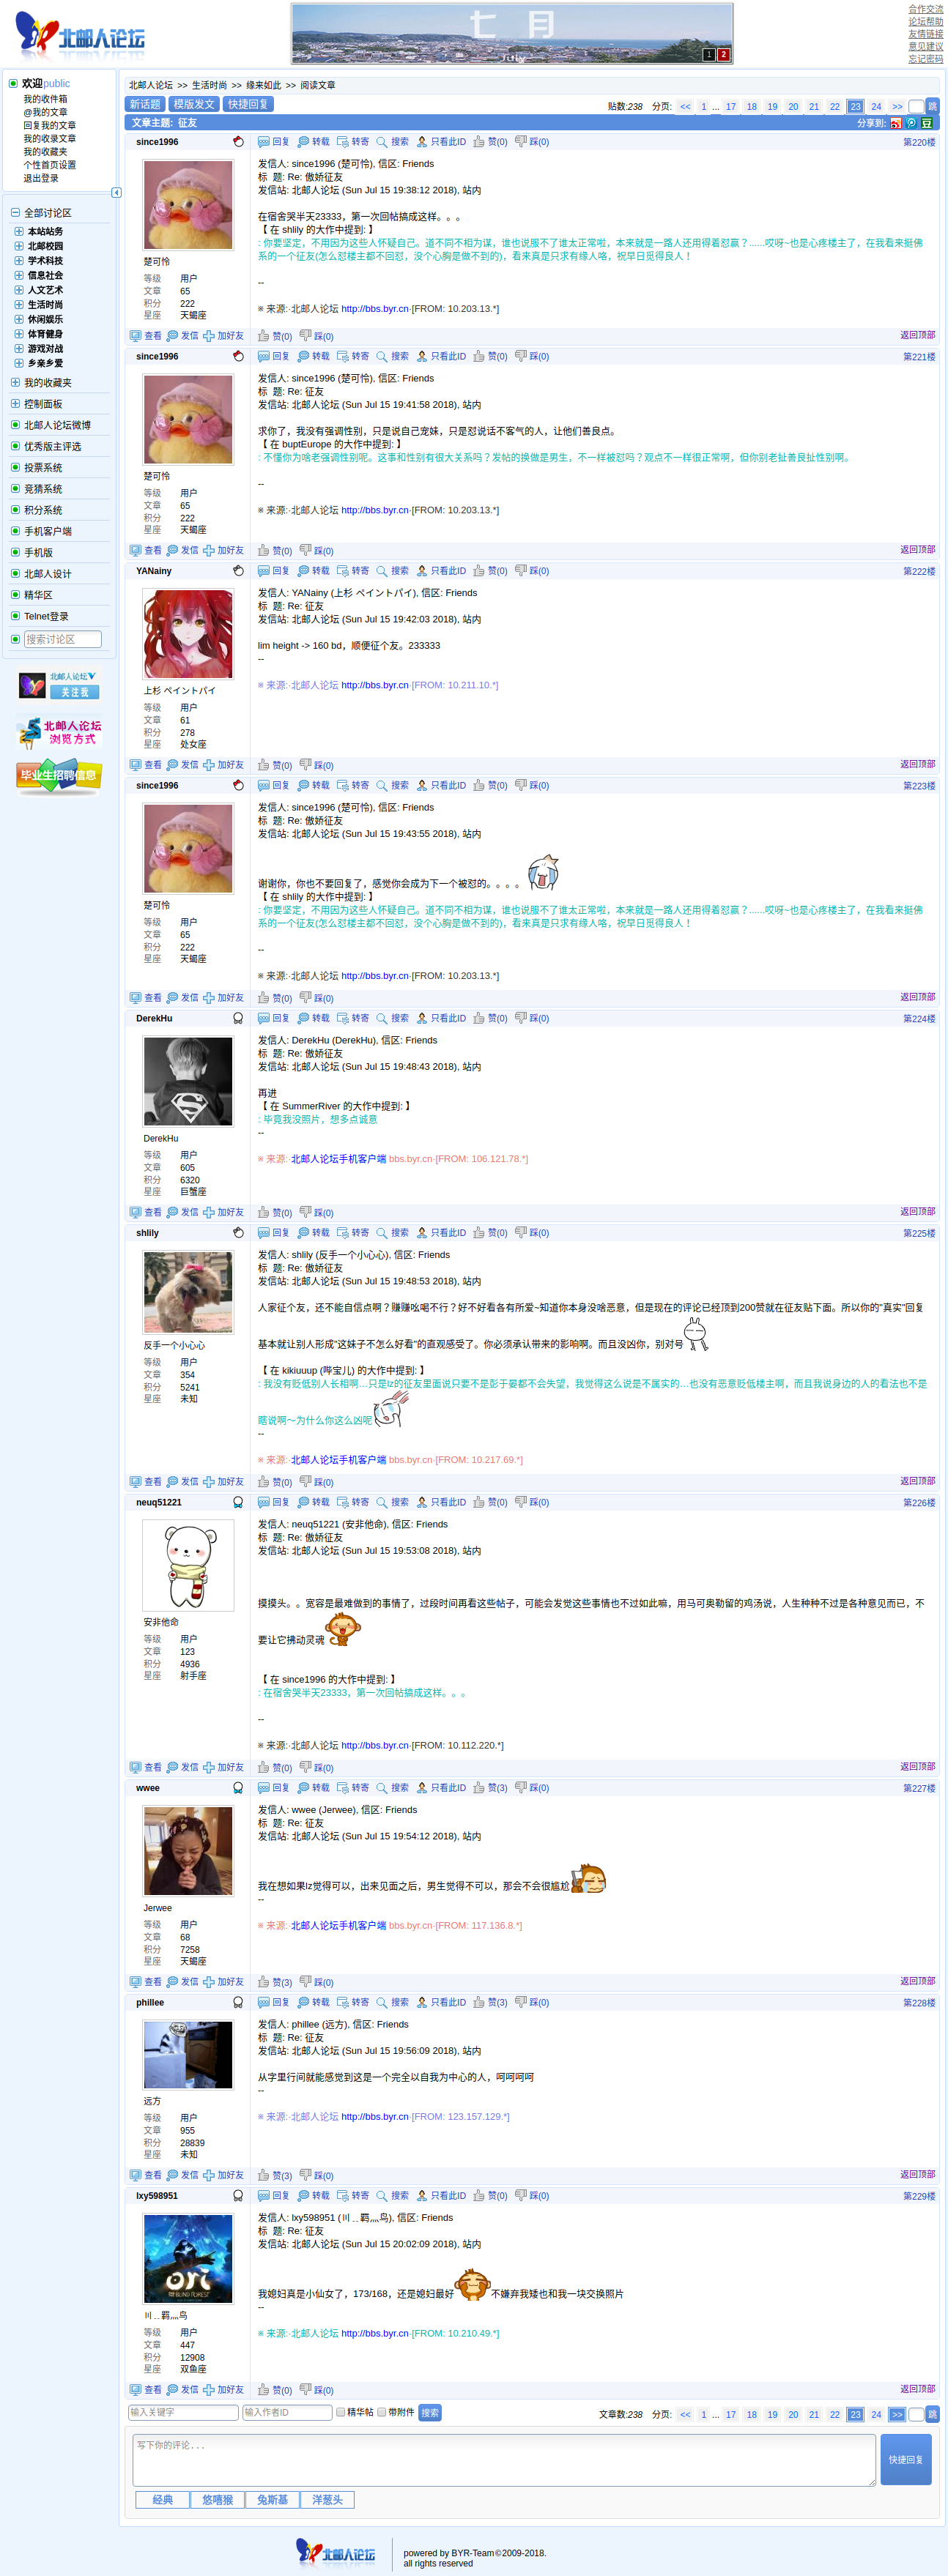 北邮人论坛
七 月
July
1 2
合作交流
论坛帮助
友情链接
意见建议
忘记密码
欢迎public
我的收件箱
@我的文章
回复我的文章
我的收录文章
我的收藏夹
个性首页设置
退出登录
全部讨论区
本站站务
北邮校园
学术科技
信息社会
人文艺术
生活时尚
休闲娱乐
体育健身
游戏对战
乡亲乡爱
我的收藏夹
控制面板
北邮人论坛微博
优秀版主评选
投票系统
竞猜系统
积分系统
手机客户端
手机版
北邮人设计
精华区
Telnet登录
搜索讨论区
北邮人论坛
关注我
北邮人论坛
浏览方式
毕业生招聘信息
北邮人论坛 >> 生活时尚 >> 缘来如此 >> 阅读文章
新话题 模版发文 快捷回复
贴数:238 分页: << 1 ... 17 18 19 20 21 22 23 24 >> 跳
文章主题: 征友 分享到: 豆
since1996 回复 转载 转寄 搜索 只看此ID 赞(0) 踩(0) 第220楼
楚可怜
等级 用户
文章 65
积分 222
星座 天蝎座
发信人: since1996 (楚可怜), 信区: Friends
标 题: Re: 傲娇征友
发信站: 北邮人论坛 (Sun Jul 15 19:38:12 2018), 站内
在宿舍哭半天23333，第一次回帖搞成这样。。。
【 在 shlily 的大作中提到: 】
: 你要坚定，不用因为这些人怀疑自己。道不同不相为谋，谁也说服不了谁太正常啦，本来就是一路人还用得着怼赢？......哎呀~也是心疼楼主了，在我看来挺佛
系的一个征友(怎么怼楼主都不回怼，没个心胸是做不到的)，看来真是只求有缘人咯，祝早日觅得良人！
--
※ 来源:·北邮人论坛 http://bbs.byr.cn·[FROM: 10.203.13.*]
查看 发信 加好友 赞(0) 踩(0) 返回顶部
since1996 回复 转载 转寄 搜索 只看此ID 赞(0) 踩(0) 第221楼
楚可怜
等级 用户
文章 65
积分 222
星座 天蝎座
发信人: since1996 (楚可怜), 信区: Friends
标 题: Re: 征友
发信站: 北邮人论坛 (Sun Jul 15 19:41:58 2018), 站内
求你了，我没有强调性别，只是说自己宠妹，只是怼说话不客气的人，让他们善良点。
【 在 buptEurope 的大作中提到: 】
: 不懂你为啥老强调性别呢。这事和性别有很大关系吗？发帖的换做是男生，不一样被怼吗？观点不一样很正常啊，但你别老扯善良扯性别啊。
--
※ 来源:·北邮人论坛 http://bbs.byr.cn·[FROM: 10.203.13.*]
查看 发信 加好友 赞(0) 踩(0) 返回顶部
YANainy 回复 转载 转寄 搜索 只看此ID 赞(0) 踩(0) 第222楼
上杉 ペイントパイ
等级 用户
文章 61
积分 278
星座 处女座
发信人: YANainy (上杉 ペイントパイ), 信区: Friends
标 题: Re: 征友
发信站: 北邮人论坛 (Sun Jul 15 19:42:03 2018), 站内
lim height -> 160 bd，顺便征个友。233333
--
※ 来源:·北邮人论坛 http://bbs.byr.cn·[FROM: 10.211.10.*]
查看 发信 加好友 赞(0) 踩(0) 返回顶部
since1996 回复 转载 转寄 搜索 只看此ID 赞(0) 踩(0) 第223楼
楚可怜
等级 用户
文章 65
积分 222
星座 天蝎座
发信人: since1996 (楚可怜), 信区: Friends
标 题: Re: 傲娇征友
发信站: 北邮人论坛 (Sun Jul 15 19:43:55 2018), 站内
谢谢你，你也不要回复了，感觉你会成为下一个被怼的。。。。
【 在 shlily 的大作中提到: 】
: 你要坚定，不用因为这些人怀疑自己。道不同不相为谋，谁也说服不了谁太正常啦，本来就是一路人还用得着怼赢？......哎呀~也是心疼楼主了，在我看来挺佛
系的一个征友(怎么怼楼主都不回怼，没个心胸是做不到的)，看来真是只求有缘人咯，祝早日觅得良人！
--
※ 来源:·北邮人论坛 http://bbs.byr.cn·[FROM: 10.203.13.*]
查看 发信 加好友 赞(0) 踩(0) 返回顶部
DerekHu 回复 转载 转寄 搜索 只看此ID 赞(0) 踩(0) 第224楼
DerekHu
等级 用户
文章 605
积分 6320
星座 巨蟹座
发信人: DerekHu (DerekHu), 信区: Friends
标 题: Re: 傲娇征友
发信站: 北邮人论坛 (Sun Jul 15 19:48:43 2018), 站内
再进
【 在 SummerRiver 的大作中提到: 】
: 毕竟我没照片，想多点诚意
--
※ 来源:·北邮人论坛手机客户端 bbs.byr.cn·[FROM: 106.121.78.*]
查看 发信 加好友 赞(0) 踩(0) 返回顶部
shlily 回复 转载 转寄 搜索 只看此ID 赞(0) 踩(0) 第225楼
反手一个小心心
等级 用户
文章 354
积分 5241
星座 未知
发信人: shlily (反手一个小心心), 信区: Friends
标 题: Re: 傲娇征友
发信站: 北邮人论坛 (Sun Jul 15 19:48:53 2018), 站内
人家征个友，还不能自信点啊？赚赚吆喝不行？好不好看各有所爱~知道你本身没啥恶意，但是现在的评论已经顶到200赞就在征友贴下面。所以你的"真实"回复
基本就让别人形成"这妹子不怎么好看"的直观感受了。你必须承认带来的影响啊。而且没凶你，别对号
【 在 kikiuuup (哔宝儿) 的大作中提到: 】
: 我没有贬低别人长相啊…只是lz的征友里面说只要不是彭于晏都不会失望，我觉得这么说是不属实的…也没有恶意贬低楼主啊，而且我说身边的人的看法也不是
瞎说啊～为什么你这么凶呢
--
※ 来源:·北邮人论坛手机客户端 bbs.byr.cn·[FROM: 10.217.69.*]
查看 发信 加好友 赞(0) 踩(0) 返回顶部
neuq51221 回复 转载 转寄 搜索 只看此ID 赞(0) 踩(0) 第226楼
安非他命
等级 用户
文章 123
积分 4936
星座 射手座
发信人: neuq51221 (安非他命), 信区: Friends
标 题: Re: 傲娇征友
发信站: 北邮人论坛 (Sun Jul 15 19:53:08 2018), 站内
摸摸头。。宽容是最难做到的事情了，过段时间再看这些帖子，可能会发觉这些事情也不过如此嘛，用马可奥勒留的鸡汤说，人生种种不过是各种意见而已，不
要让它拂动灵魂
【 在 since1996 的大作中提到: 】
: 在宿舍哭半天23333，第一次回帖搞成这样。。。
--
※ 来源:·北邮人论坛 http://bbs.byr.cn·[FROM: 10.112.220.*]
查看 发信 加好友 赞(0) 踩(0) 返回顶部
wwee 回复 转载 转寄 搜索 只看此ID 赞(3) 踩(0) 第227楼
Jerwee
等级 用户
文章 68
积分 7258
星座 天蝎座
发信人: wwee (Jerwee), 信区: Friends
标 题: Re: 征友
发信站: 北邮人论坛 (Sun Jul 15 19:54:12 2018), 站内
我在想如果lz觉得可以，出来见面之后，男生觉得不可以，那会不会很尴尬
--
※ 来源:·北邮人论坛手机客户端 bbs.byr.cn·[FROM: 117.136.8.*]
查看 发信 加好友 赞(3) 踩(0) 返回顶部
phillee 回复 转载 转寄 搜索 只看此ID 赞(3) 踩(0) 第228楼
远方
等级 用户
文章 955
积分 28839
星座 未知
发信人: phillee (远方), 信区: Friends
标 题: Re: 征友
发信站: 北邮人论坛 (Sun Jul 15 19:56:09 2018), 站内
从字里行间就能感觉到这是一个完全以自我为中心的人，呵呵呵呵
--
※ 来源:·北邮人论坛 http://bbs.byr.cn·[FROM: 123.157.129.*]
查看 发信 加好友 赞(3) 踩(0) 返回顶部
lxy598951 回复 转载 转寄 搜索 只看此ID 赞(0) 踩(0) 第229楼
ori
AND THE BLIND FOREST
〣﹎羁灬鸟
等级 用户
文章 447
积分 12908
星座 双鱼座
发信人: lxy598951 (〣﹎羁灬鸟), 信区: Friends
标 题: Re: 征友
发信站: 北邮人论坛 (Sun Jul 15 20:02:09 2018), 站内
我媳妇真是小仙女了，173/168，还是媳妇最好 不嫌弃我矮也和我一块交换照片
--
※ 来源:·北邮人论坛 http://bbs.byr.cn·[FROM: 10.210.49.*]
查看 发信 加好友 赞(0) 踩(0) 返回顶部
输入关键字 输入作者ID 精华帖 带附件 搜索
文章数:238 分页: << 1 ... 17 18 19 20 21 22 23 24 >> 跳
写下你的评论...
快捷回复
经典 悠嘻猴 兔斯基 洋葱头
北邮人论坛
powered by BYR-Team©2009-2018.
all rights reserved